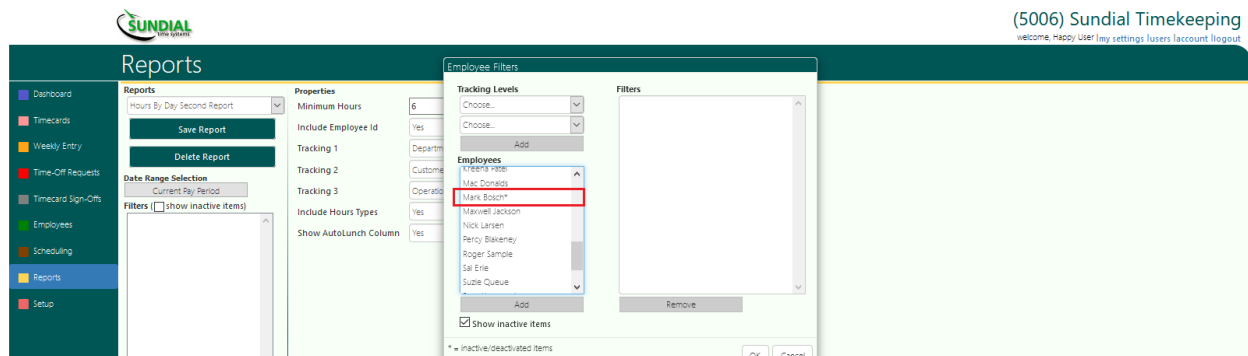 SUNDIAL
time systems
(5006) Sundial Timekeeping
welcome, Happy User |my settings |users |account |logout
Reports
Dashboard
Timecards
Weekly Entry
Time-Off Requests
Timecard Sign-Offs
Employees
Scheduling
Reports
Setup
Reports
Hours By Day Second Report
Save Report
Delete Report
Date Range Selection
Current Pay Period
Filters ( show inactive items)
Properties
Minimum Hours 6
Include Employee Id Yes
Tracking 1 Departm
Tracking 2 Custome
Tracking 3 Operatio
Include Hours Types Yes
Show AutoLunch Column Yes
Employee Filters
Tracking Levels
Choose...
Choose...
Add
Employees
Kreena Patel
Mac Donalds
Mark Bosch*
Maxwell Jackson
Nick Larsen
Percy Blakeney
Roger Sample
Sal Erie
Suzie Queue
Add
Show inactive items
Filters
Remove
* = inactive/deactivated items
OK Cancel